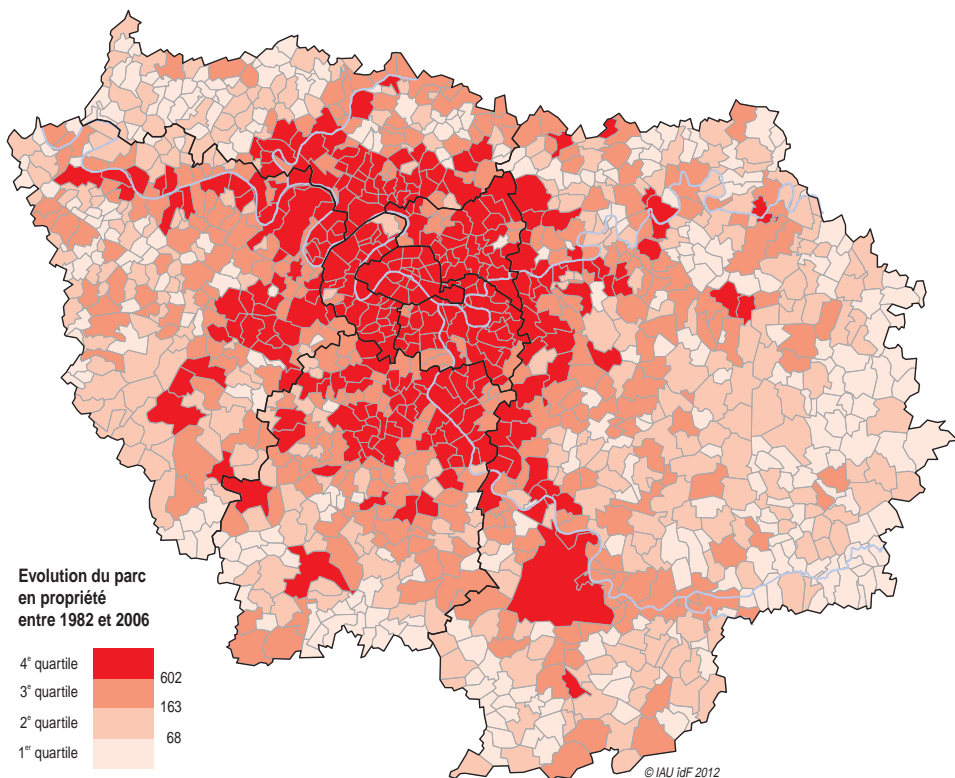 Evolution du parc
en propriété
entre 1982 et 2006
4e quartile
602
3e quartile
163
2e quartile
68
1er quartile
© IAU îdF 2012